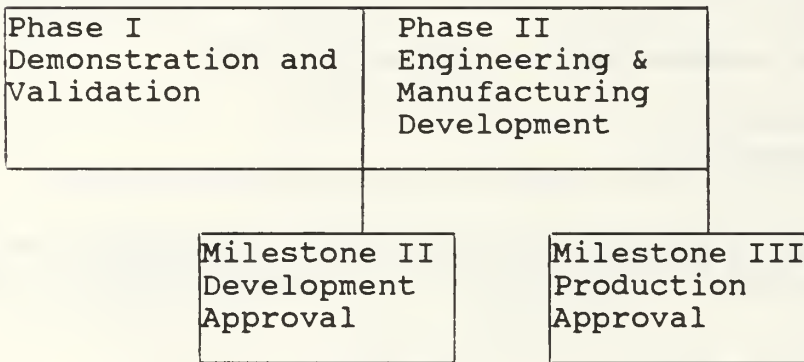 Phase I
Demonstration and
Validation
Phase II
Engineering &
Manufacturing
Development
Milestone II
Development
Approval
Milestone III
Production
Approval